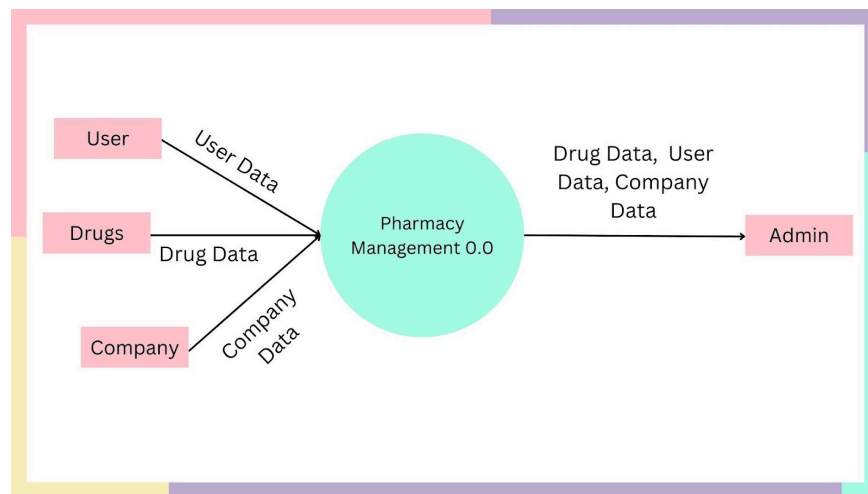 User
User Data
Drugs
Drug Data
Company
Company
Data
Pharmacy
Management 0.0
Drug Data, User
Data, Company
Data
Admin